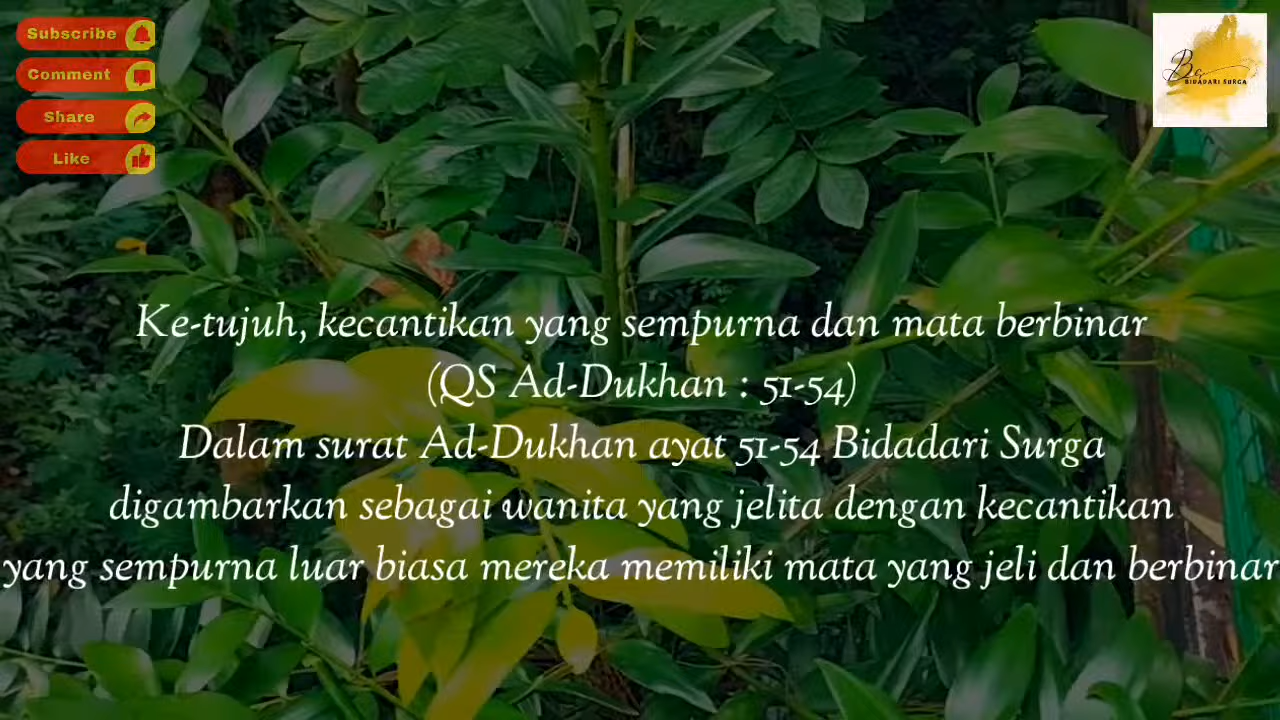 Subscribe
Comment
Share
Like
BIDADARI SURGA
Ke-tujuh, kecantikan yang sempurna dan mata berbinar
(QS Ad-Dukhan : 51-54)
Dalam surat Ad-Dukhan ayat 51-54 Bidadari Surga
digambarkan sebagai wanita yang jelita dengan kecantikan
yang sempurna luar biasa mereka memiliki mata yang jeli dan berbinar